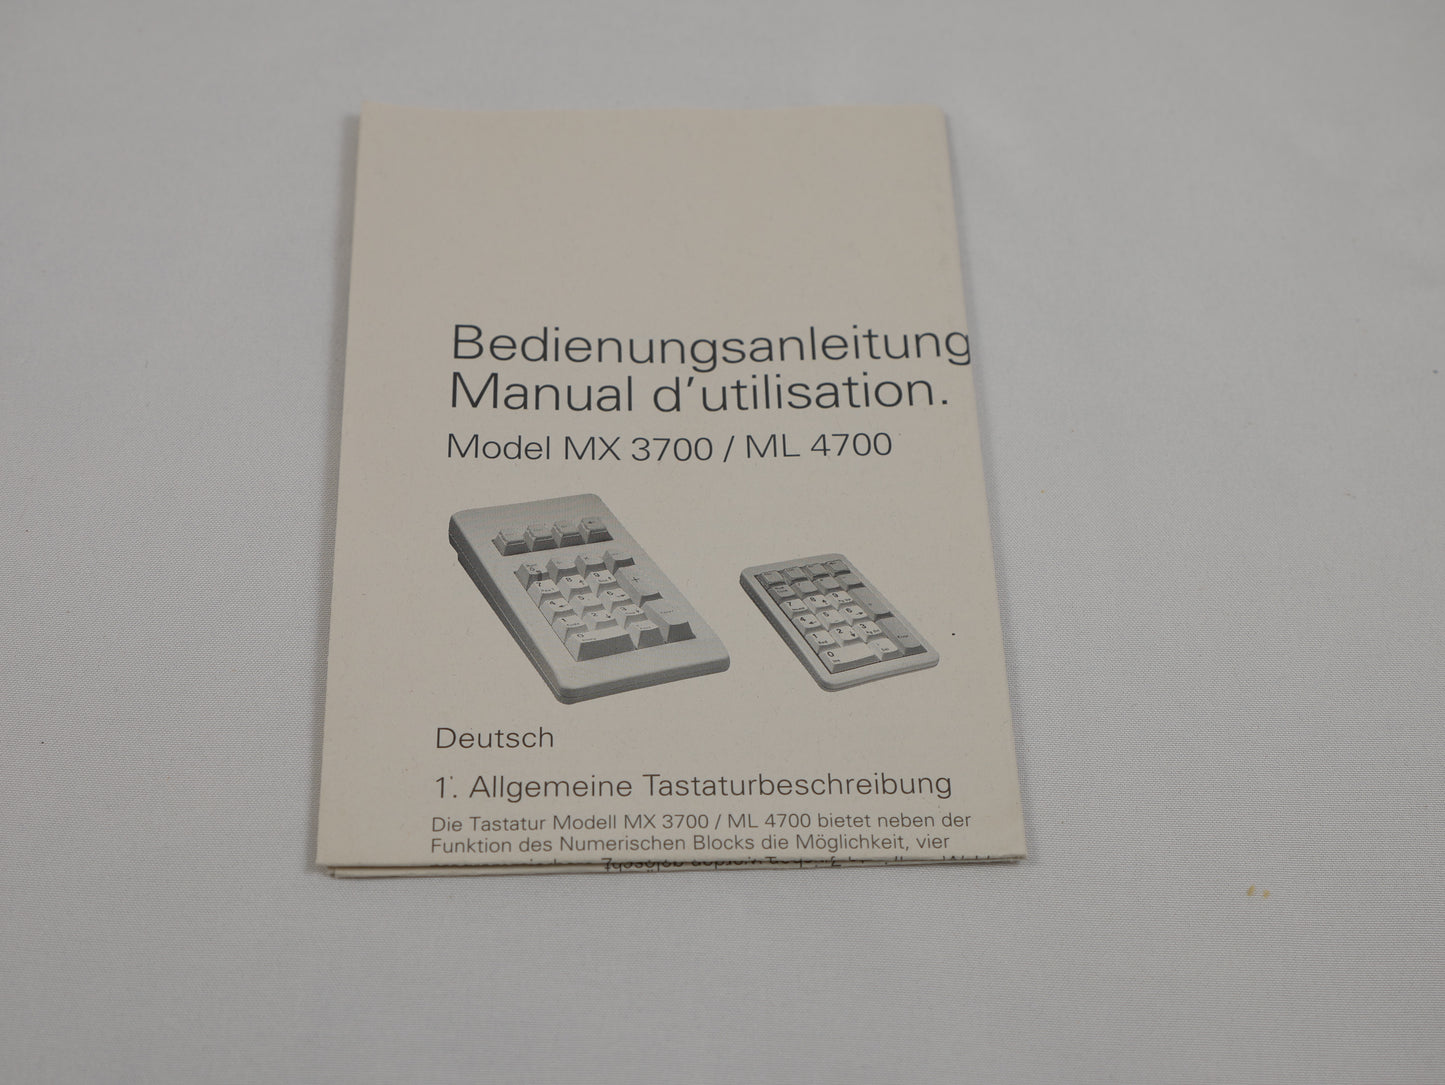 Bedienungsanleitung
Manual d'utilisation.
Model MX 3700 / ML 4700
Deutsch
1. Allgemeine Tastaturbeschreibung
Die Tastatur Modell MX 3700 / ML 4700 bietet neben der
Funktion des Numerischen Blocks die Möglichkeit, vier